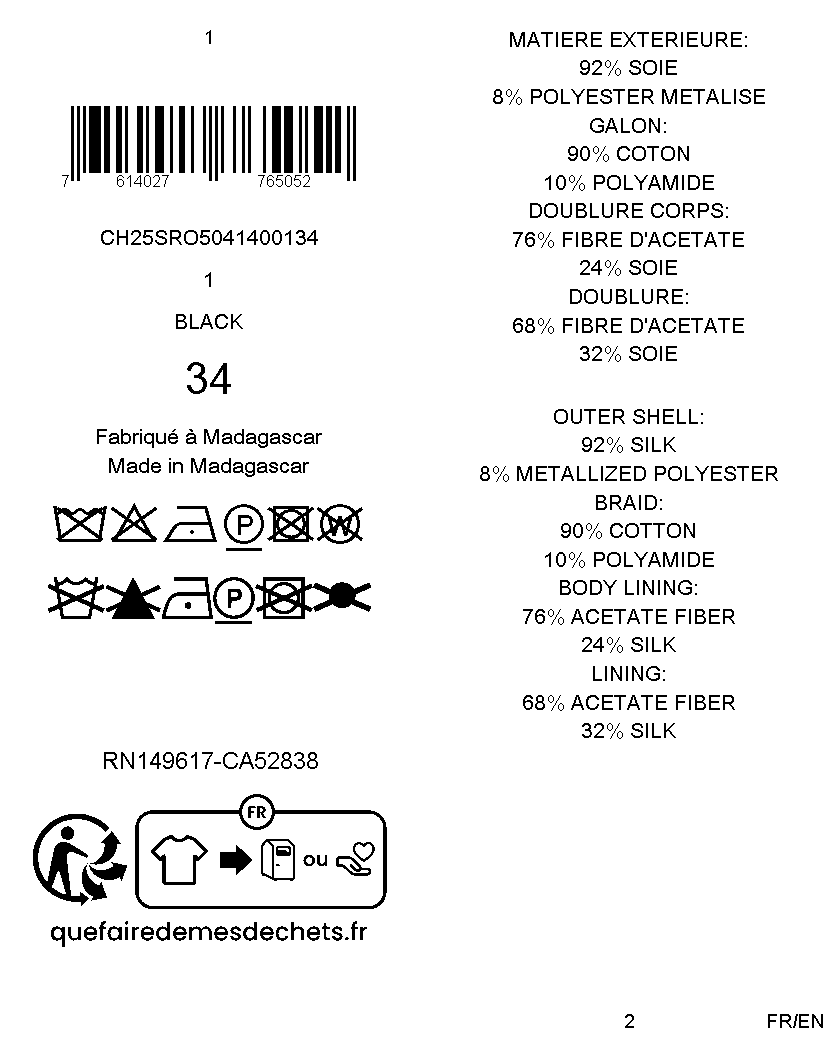 1
7 614027 765052
CH25SRO5041400134
1
BLACK
34
Fabriqué à Madagascar
Made in Madagascar
P W
P
RN149617-CA52838
FR
ou
quefairedemesdechets.fr
MATIERE EXTERIEURE:
92% SOIE
8% POLYESTER METALISE
GALON:
90% COTON
10% POLYAMIDE
DOUBLURE CORPS:
76% FIBRE D'ACETATE
24% SOIE
DOUBLURE:
68% FIBRE D'ACETATE
32% SOIE
OUTER SHELL:
92% SILK
8% METALLIZED POLYESTER
BRAID:
90% COTTON
10% POLYAMIDE
BODY LINING:
76% ACETATE FIBER
24% SILK
LINING:
68% ACETATE FIBER
32% SILK
2
FR/EN